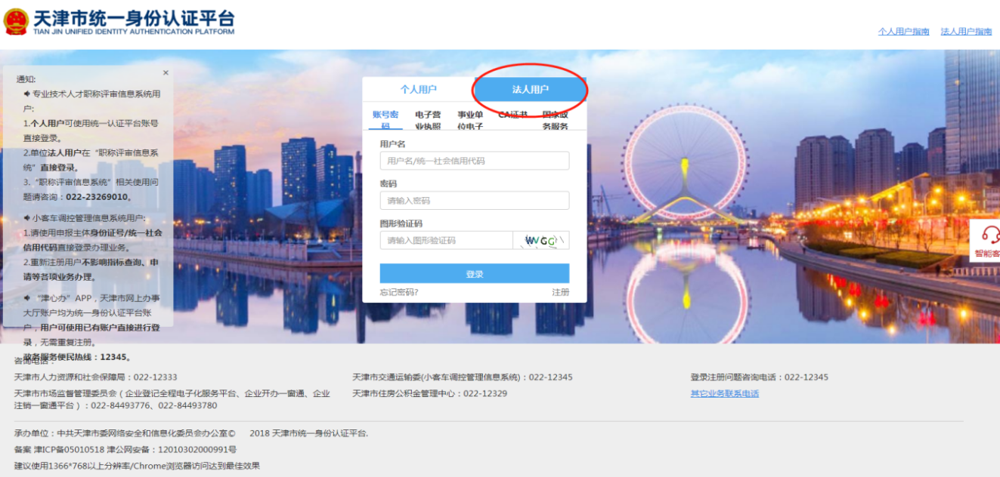 天津市统一身份认证平台
TIAN JIN UNIFIED IDENTITY AUTHENTICATION PLATFORM
个人用户指南 法人用户指南
×
通知:
专业技术人才职称评审信息系统用
户:
1.个人用户可使用统一认证平台账号
直接登录。
2.单位法人用户在“职称评审信息系
统”直接登录。
3.“职称评审信息系统”相关使用问
题请咨询：022-23269010。
小客车调控管理信息系统用户:
1.请使用申报主体身份证号/统一社会
信用代码直接登录办理业务。
2.重新注册用户不影响指标查询、申
请等各项业务办理。
“津心办”APP，天津市网上办事
大厅账户均为统一身份认证平台账
户，用户可使用已有账户直接进行登
录，无需重复注册。
政务服务便民热线：12345。
个人用户 法人用户
账号密码 电子营业执照 事业单位电子 CA证书 国家政务服务
用户名
用户名/统一社会信用代码
密码
请输入密码
图形验证码
请输入图形验证码 WVGG
登录
忘记密码? 注册
智能客
咨询电话：
天津市人力资源和社会保障局：022-12333 天津市交通运输委(小客车调控管理信息系统)：022-12345 登录注册问题咨询电话：022-12345
天津市市场监督管理委员会（企业登记全程电子化服务平台、企业开办一窗通、企业 天津市住房公积金管理中心：022-12329 其它业务联系电话
注销一窗通平台）：022-84493776、022-84493780
承办单位：中共天津市委网络安全和信息化委员会办公室© 2018 天津市统一身份认证平台.
备案 津ICP备05010518 津公网安备：12010302000991号
建议使用1366*768以上分辨率/Chrome浏览器访问达到最佳效果